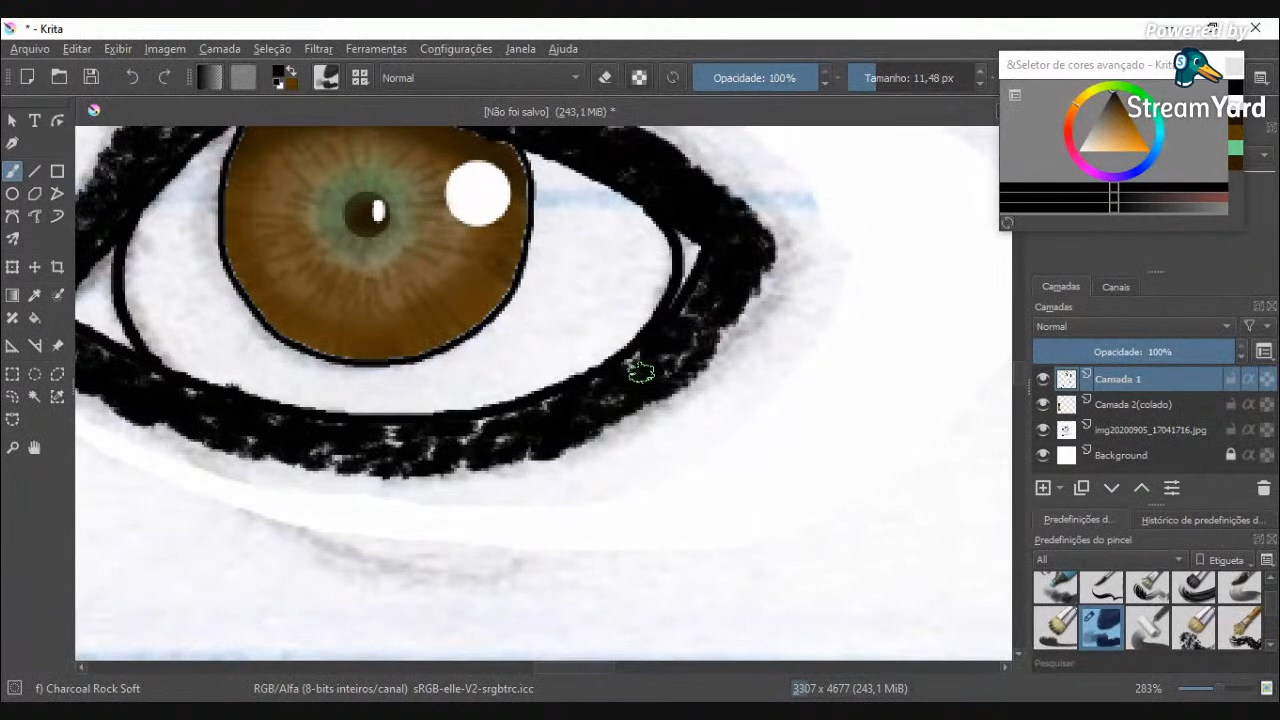 * - Krita
Powered by
Arquivo Editar Exibir Imagem Camada Seleção Filtrar Ferramentas Configurações Janela Ajuda
Normal
Opacidade: 100%
Tamanho: 11,48 px
&Seletor de cores avançado - Krita
StreamYard
[Não foi salvo] (243,1 MiB) *
Camadas Canais
Camadas
Normal
Opacidade: 100%
Camada 1
Camada 2(colado)
img20200905_17041716.jpg
Background
Predefinições d... Histórico de predefinições d...
Predefinições do pincel
All
Etiqueta
Pesquisar
f) Charcoal Rock Soft
RGB/Alfa (8-bits inteiros/canal) sRGB-elle-V2-srgbtrc.icc
3307 x 4677 (243,1 MiB)
283%